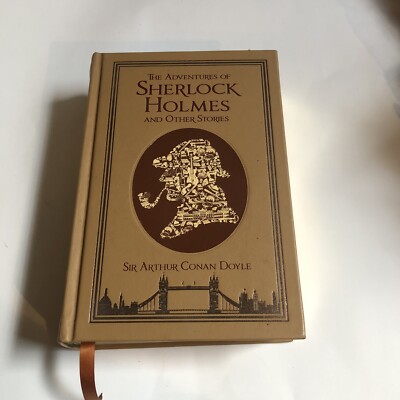 The Adventures of
Sherlock
Holmes
and Other Stories
Sir Arthur Conan Doyle